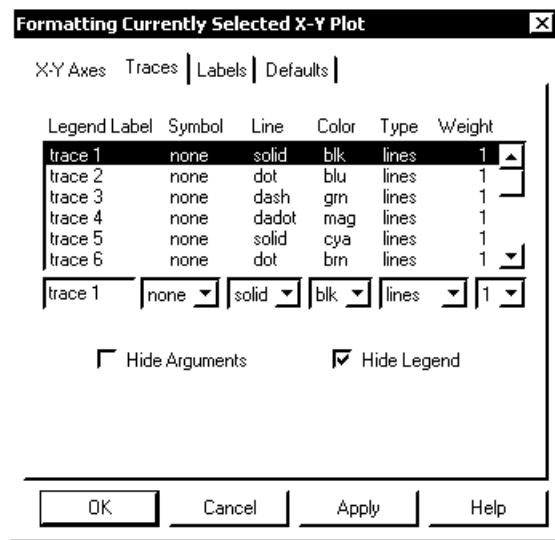 Formatting Currently Selected X-Y Plot
X-Y Axes Traces Labels Defaults
Legend Label Symbol Line Color Type Weight
trace 1 none solid blk lines 1
trace 2 none dot blu lines 1
trace 3 none dash grn lines 1
trace 4 none dadot mag lines 1
trace 5 none solid cya lines 1
trace 6 none dot brn lines 1
trace 1 none solid blk lines 1
Hide Arguments Hide Legend
OK Cancel Apply Help